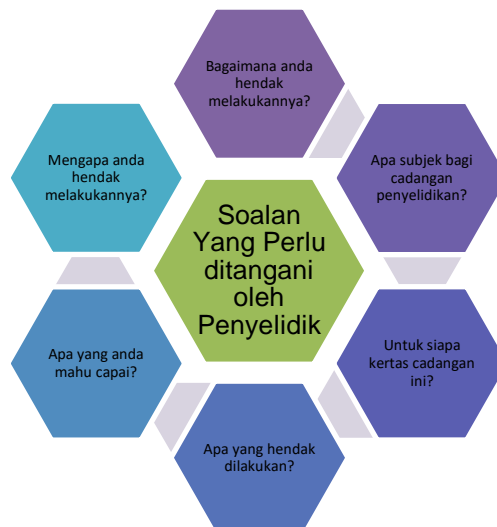 Bagaimana anda
hendak
melakukannya?
Apa subjek bagi
cadangan
penyelidikan?
Untuk siapa
kertas cadangan
ini?
Apa yang hendak
dilakukan?
Apa yang anda
mahu capai?
Mengapa anda
hendak
melakukannya?
Soalan
Yang Perlu
ditangani
oleh
Penyelidik